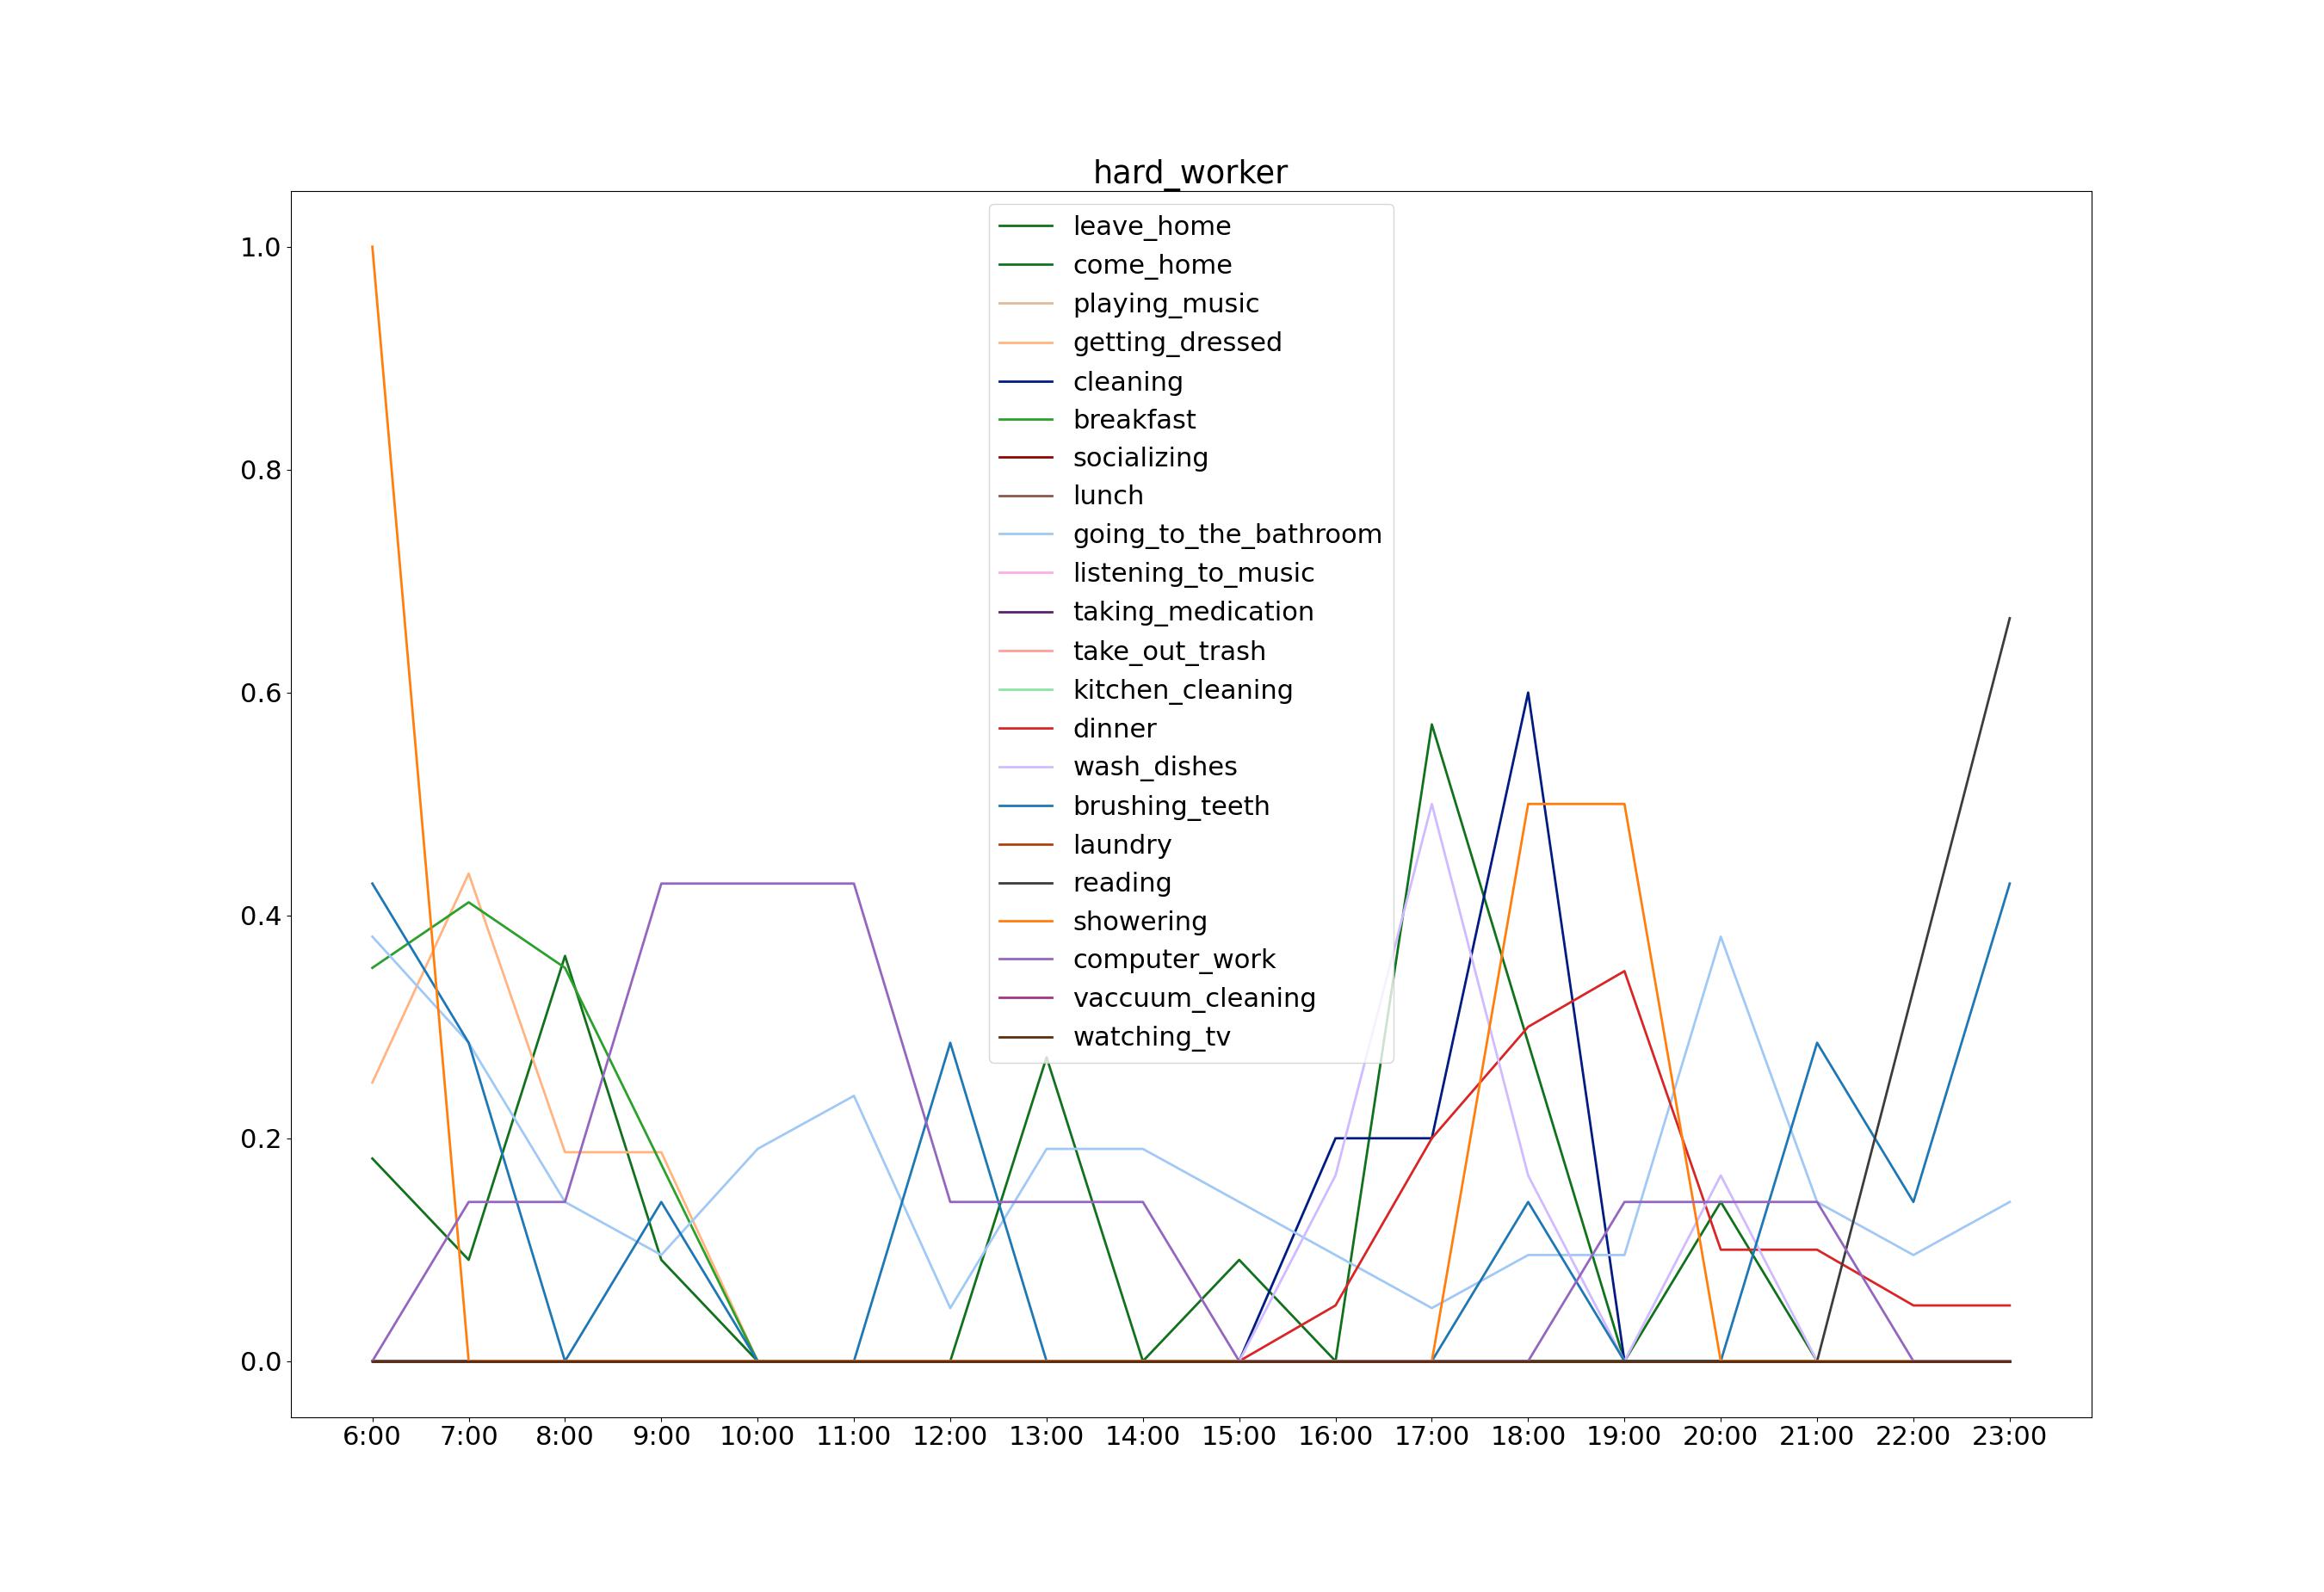 hard_worker
leave_home
come_home
playing_music
getting_dressed
cleaning
breakfast
socializing
lunch
going_to_the_bathroom
listening_to_music
taking_medication
take_out_trash
kitchen_cleaning
dinner
wash_dishes
brushing_teeth
laundry
reading
showering
computer_work
vaccuum_cleaning
watching_tv
1.0
0.8
0.6
0.4
0.2
0.0
6:00 7:00 8:00 9:00 10:00 11:00 12:00 13:00 14:00 15:00 16:00 17:00 18:00 19:00 20:00 21:00 22:00 23:00